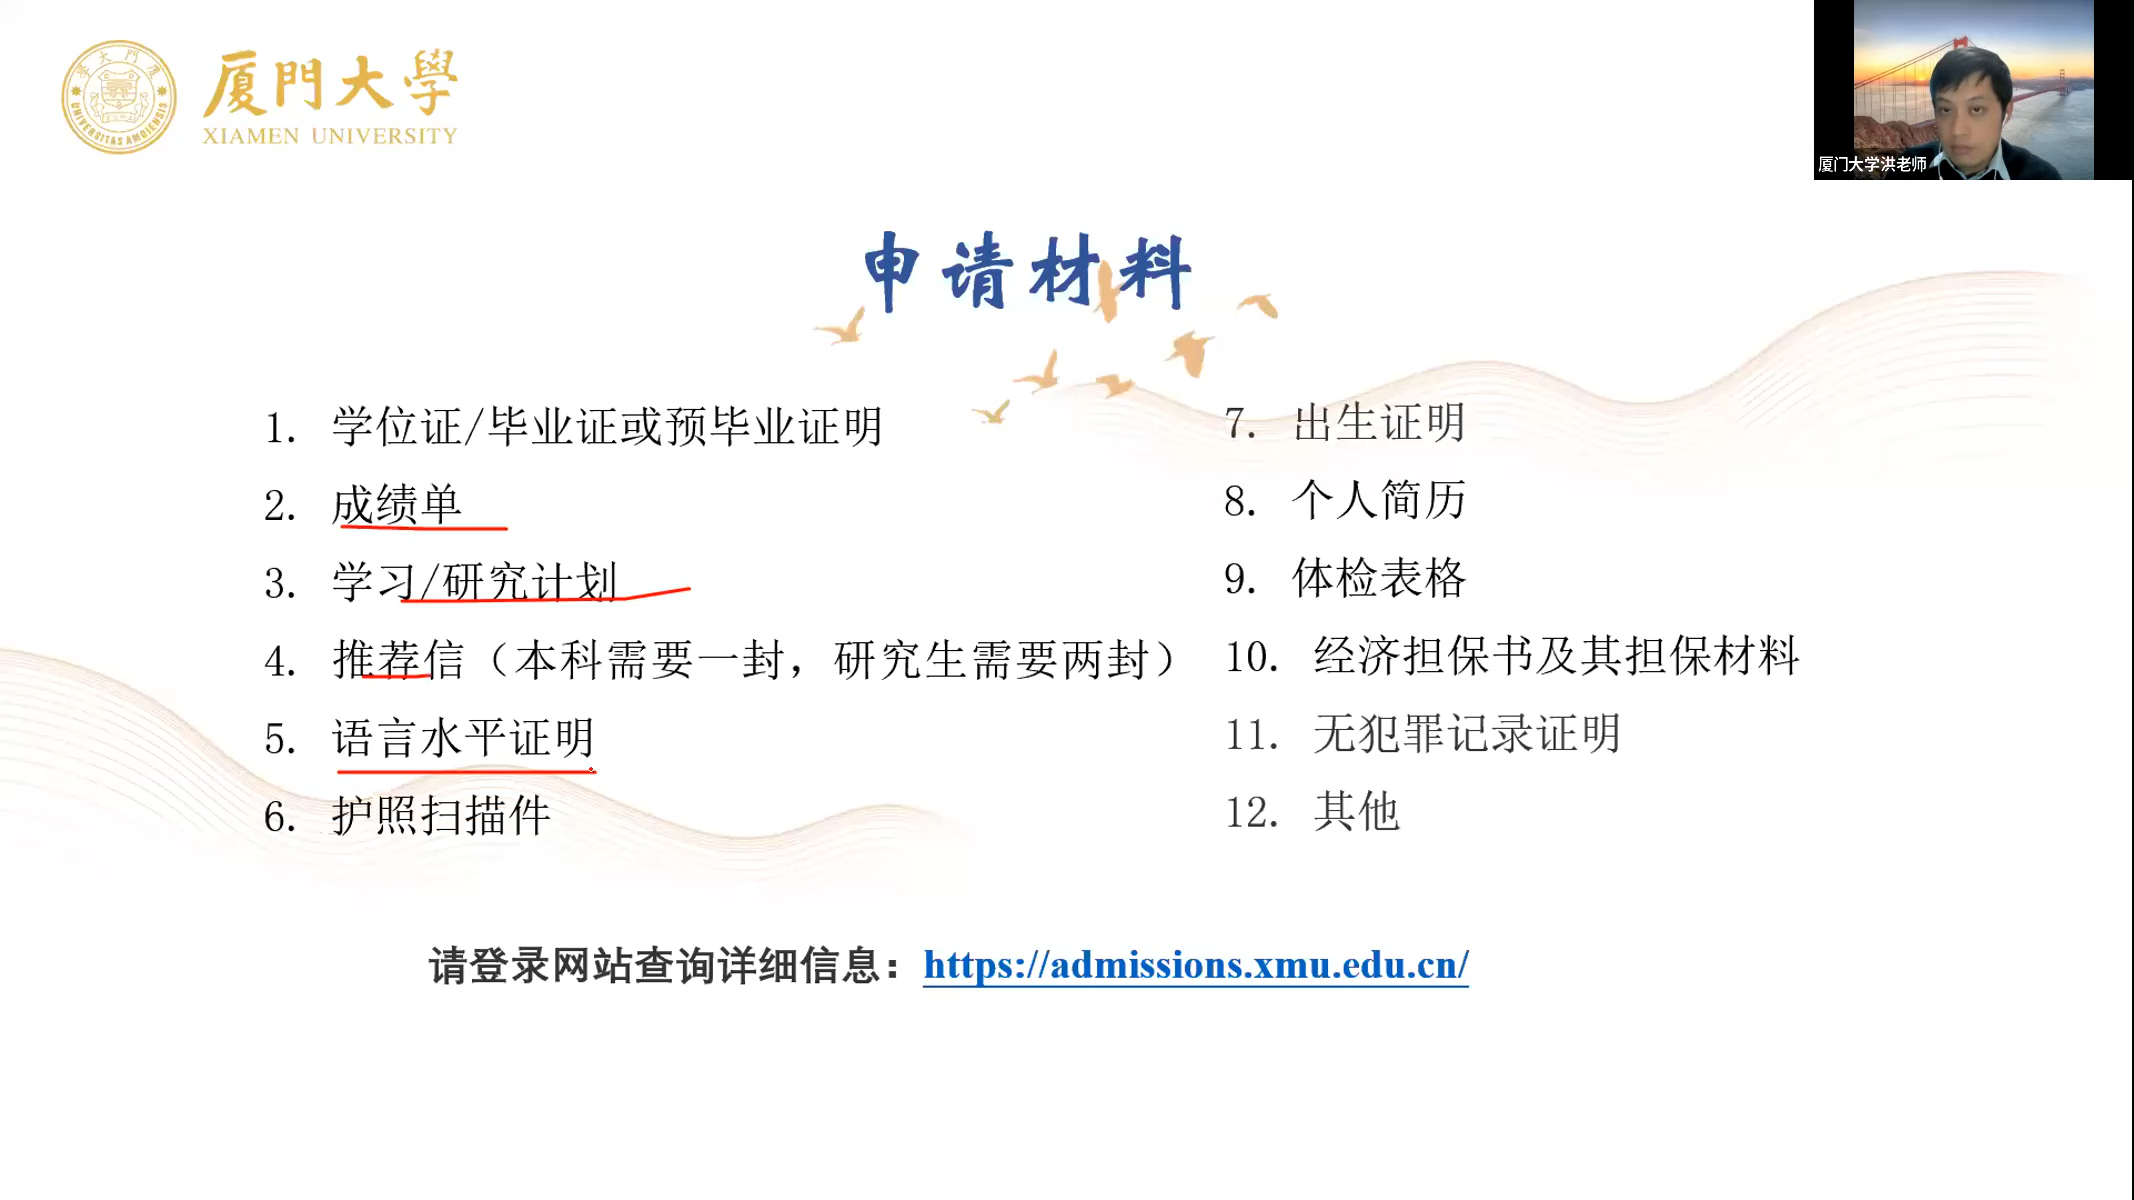 厦門大學
XIAMEN UNIVERSITY
UNIVERSITAS AMOIENSIS
厦门大学洪老师
申请材料
1. 学位证/毕业证或预毕业证明
2. 成绩单
3. 学习/研究计划
4. 推荐信（本科需要一封，研究生需要两封）
5. 语言水平证明
6. 护照扫描件
7. 出生证明
8. 个人简历
9. 体检表格
10. 经济担保书及其担保材料
11. 无犯罪记录证明
12. 其他
请登录网站查询详细信息：https://admissions.xmu.edu.cn/